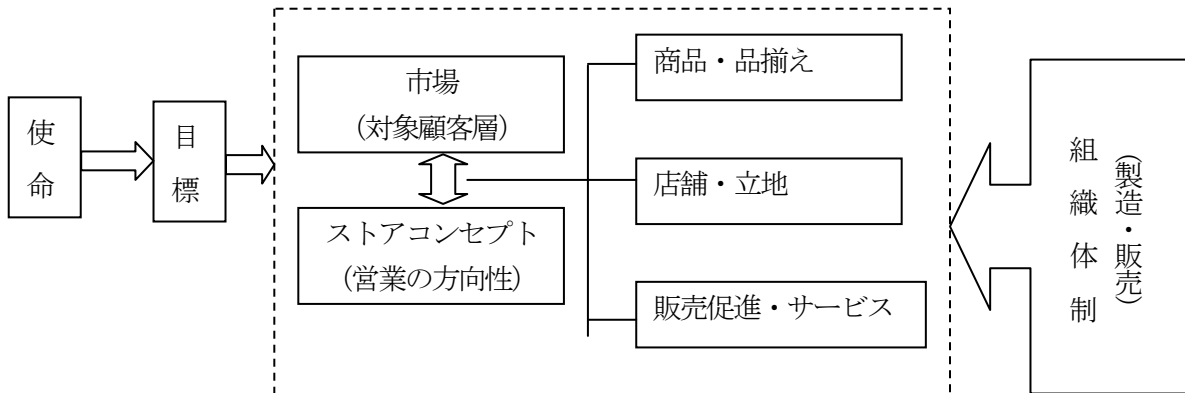 使命
目標
市場
(対象顧客層)
ストアコンセプト
(営業の方向性)
商品・品揃え
店舗・立地
販売促進・サービス
組織体制
(製造・販売)